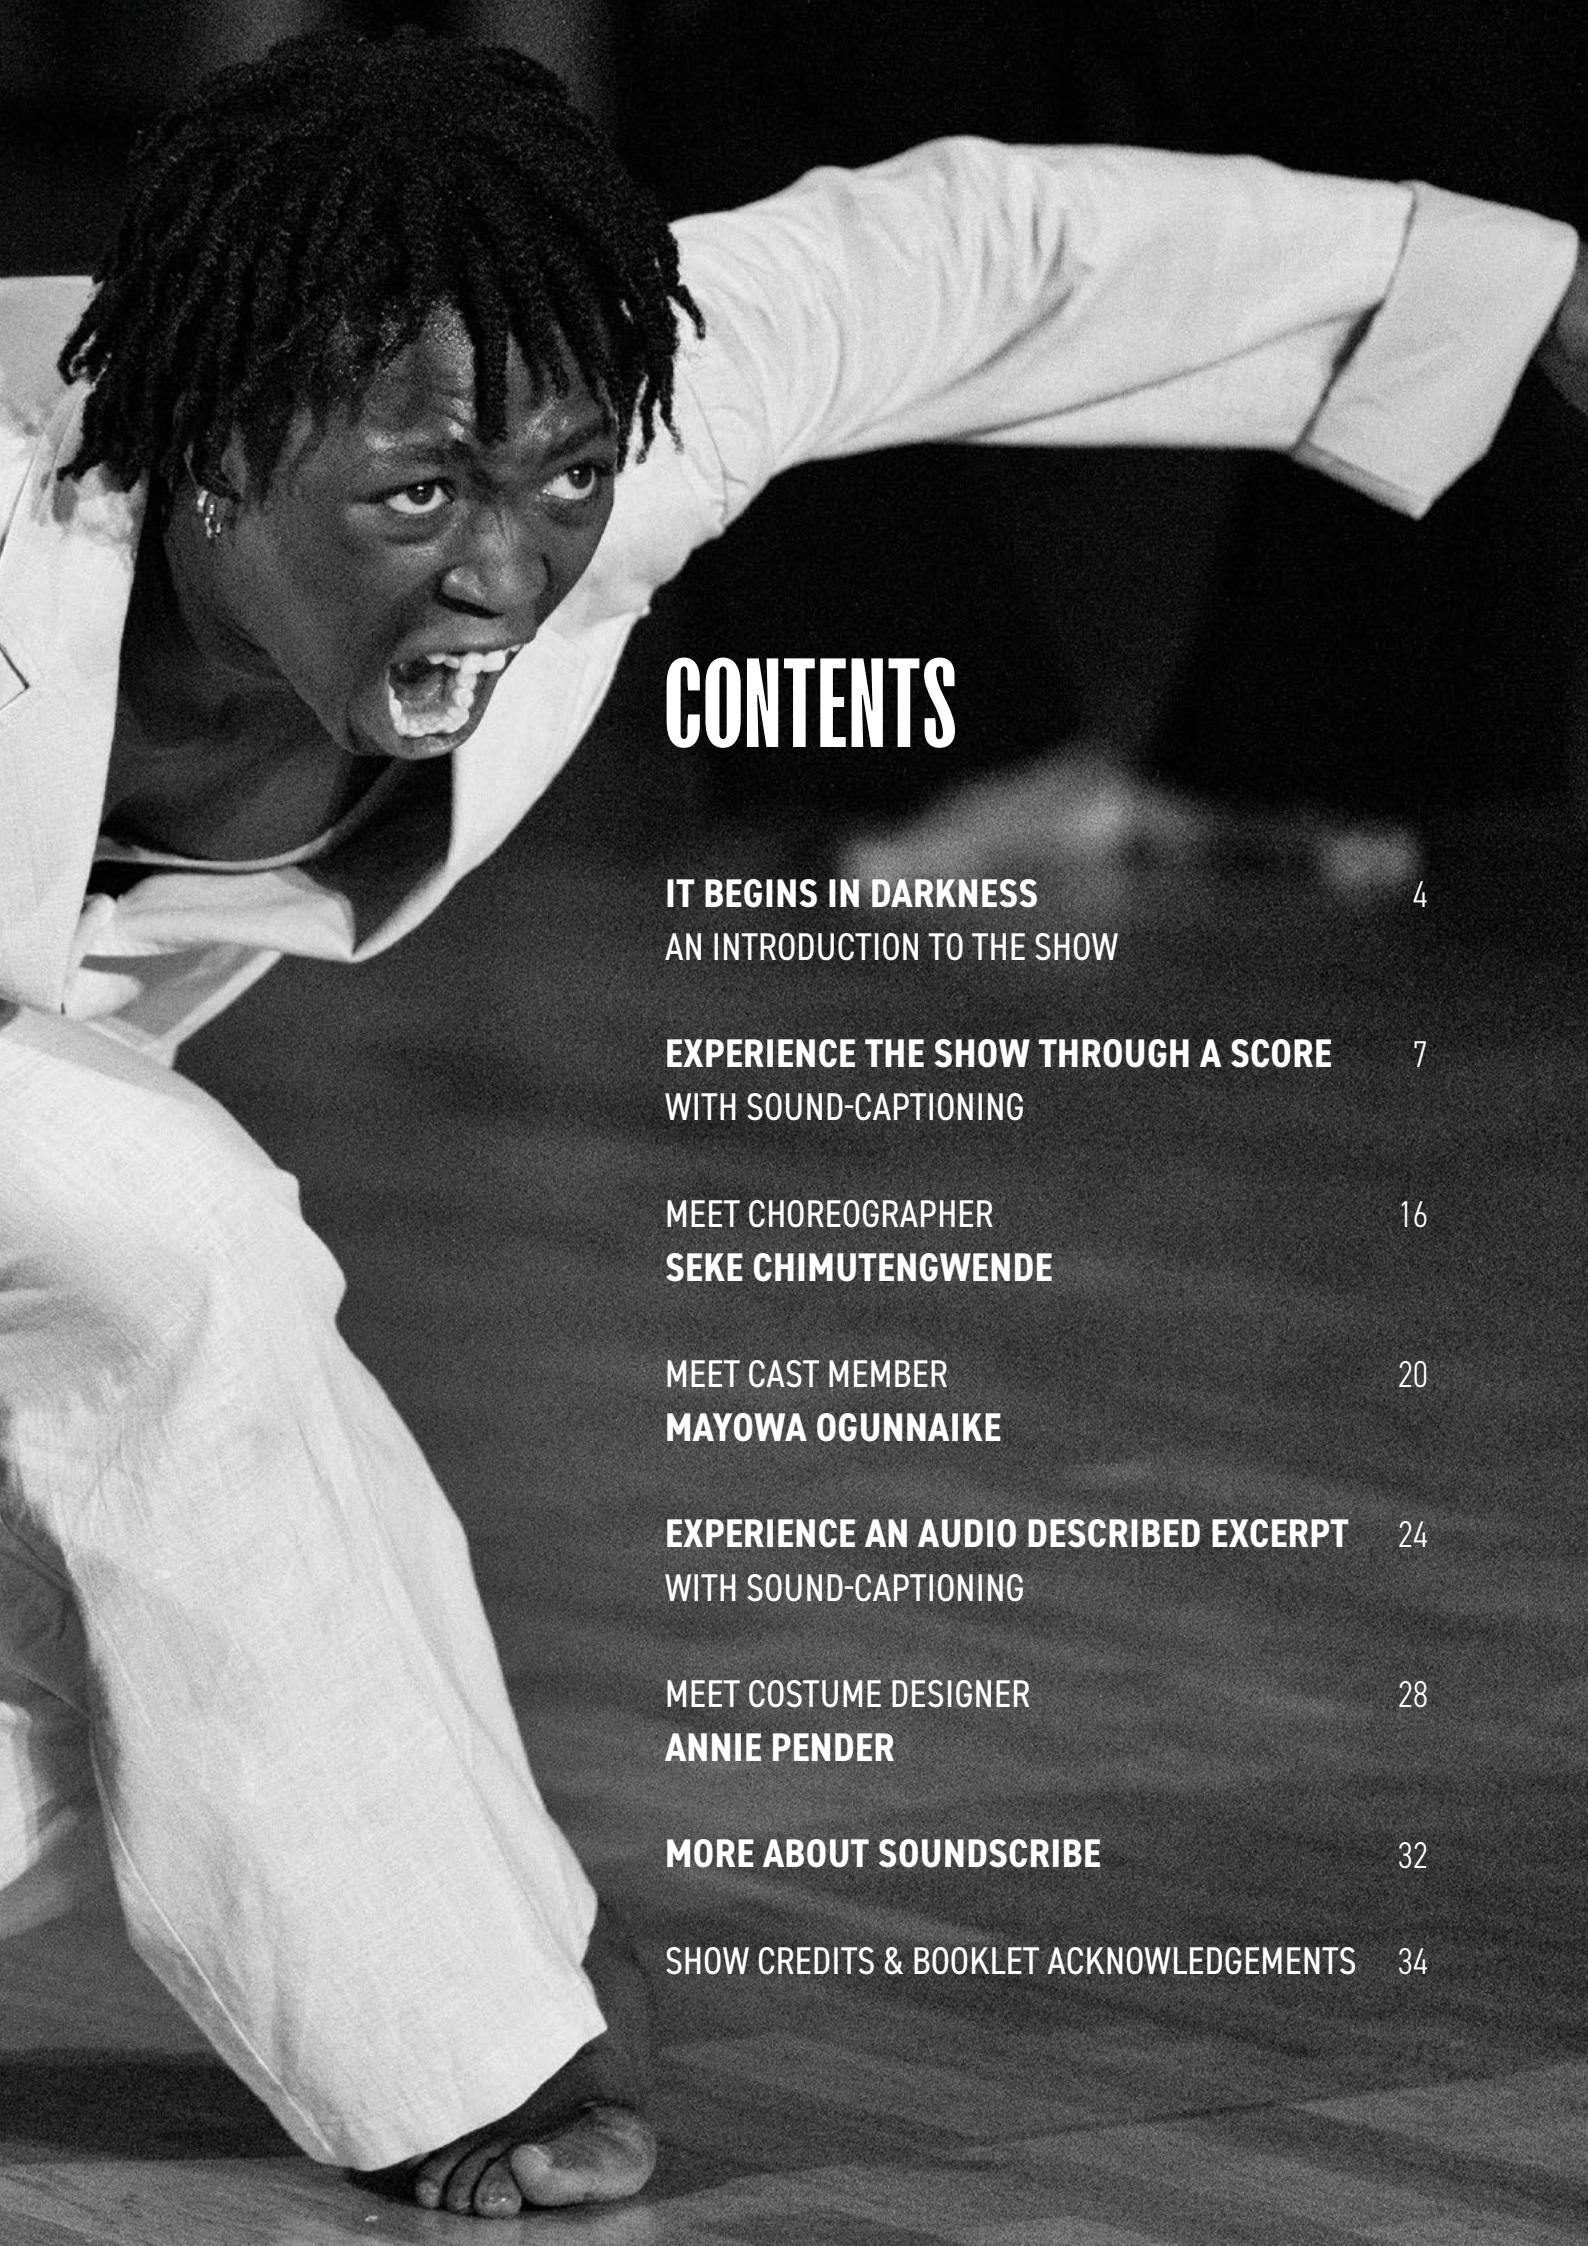 CONTENTS
IT BEGINS IN DARKNESS 4
AN INTRODUCTION TO THE SHOW
EXPERIENCE THE SHOW THROUGH A SCORE 7
WITH SOUND-CAPTIONING
MEET CHOREOGRAPHER 16
SEKE CHIMUTENGWENDE
MEET CAST MEMBER 20
MAYOWA OGUNNAIKE
EXPERIENCE AN AUDIO DESCRIBED EXCERPT 24
WITH SOUND-CAPTIONING
MEET COSTUME DESIGNER 28
ANNIE PENDER
MORE ABOUT SOUNDSCRIBE 32
SHOW CREDITS & BOOKLET ACKNOWLEDGEMENTS 34